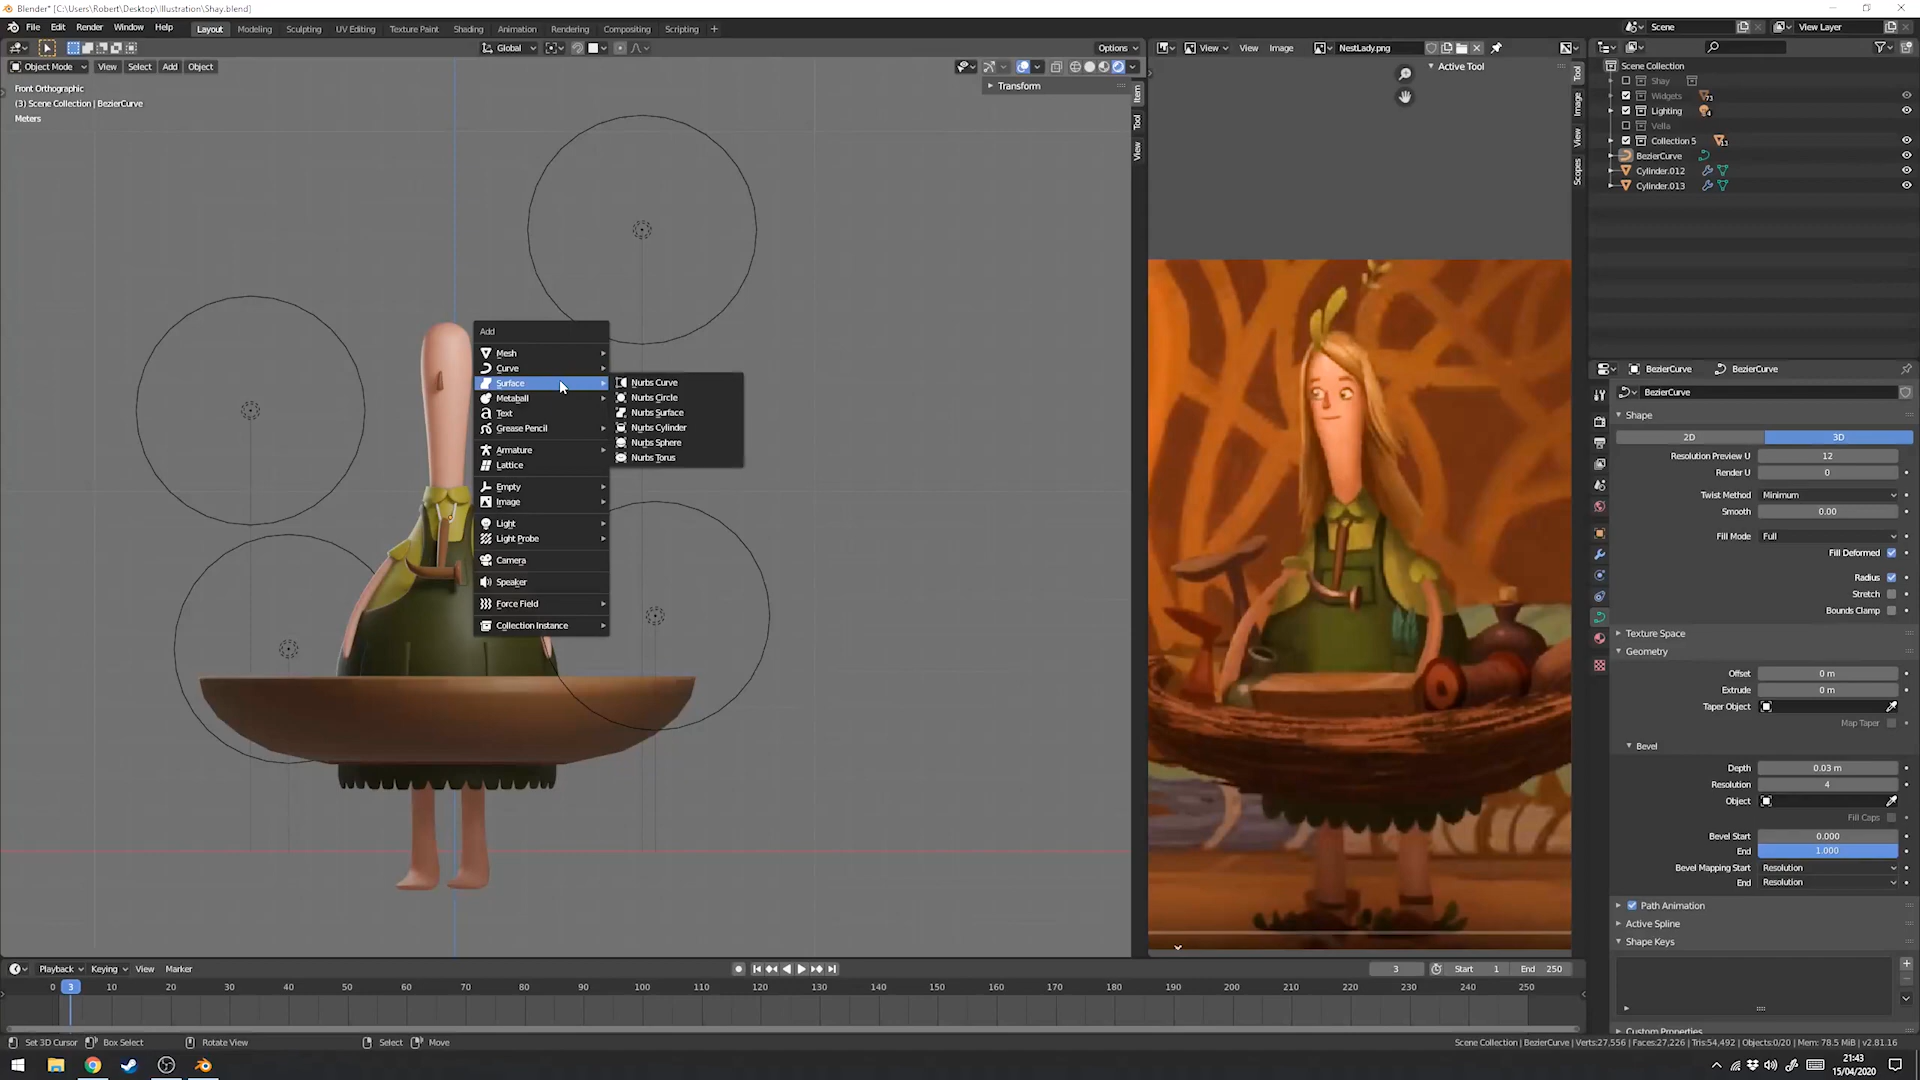 Blender* [C:\Users\Robert\Desktop\Illustration\Shay.blend]
File Edit Render Window Help Layout Modeling Sculpting UV Editing Texture Paint Shading Animation Rendering Compositing Scripting + Scene View Layer
Global Options View View Image NestLady.png
Object Mode View Select Add Object
Front Orthographic
(3) Scene Collection | BezierCurve
Meters
Transform
Item
Tool
View
Active Tool
Tool
Image
View
Scopes
Scene Collection
Shay
Widgets 73
Lighting 4
Vella
Collection 5 13
BezierCurve
Cylinder.012
Cylinder.013
Add
Mesh
Curve
Surface
Metaball
Text
Grease Pencil
Armature
Lattice
Empty
Image
Light
Light Probe
Camera
Speaker
Force Field
Collection Instance
Nurbs Curve
Nurbs Circle
Nurbs Surface
Nurbs Cylinder
Nurbs Sphere
Nurbs Torus
BezierCurve BezierCurve
BezierCurve
Shape
2D 3D
Resolution Preview U 12
Render U 0
Twist Method Minimum
Smooth 0.00
Fill Mode Full
Fill Deformed
Radius
Stretch
Bounds Clamp
Texture Space
Geometry
Offset 0 m
Extrude 0 m
Taper Object
Map Taper
Bevel
Depth 0.03 m
Resolution 4
Object
Fill Caps
Bevel Start 0.000
End 1.000
Bevel Mapping Start Resolution
End Resolution
Path Animation
Active Spline
Shape Keys
Custom Properties
Playback Keying View Marker 3 Start 1 End 250
0 3 10 20 30 40 50 60 70 80 90 100 110 120 130 140 150 160 170 180 190 200 210 220 230 240 250
Set 3D Cursor Box Select Rotate View Select Move Scene Collection | BezierCurve | Verts:27,556 | Faces:27,226 | Tris:54,492 | Objects:0/20 | Mem: 78.5 MiB | v2.81.16
21:43
15/04/2020